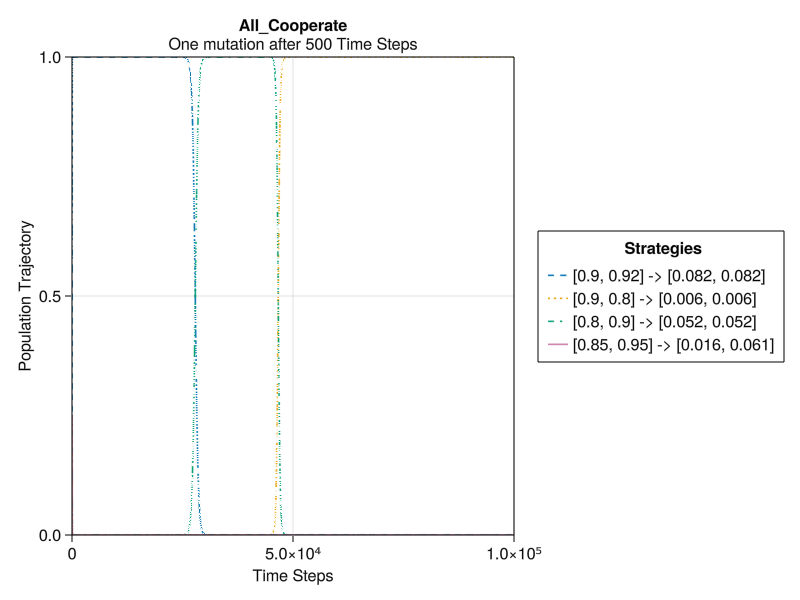 All_Cooperate
One mutation after 500 Time Steps
1.0
0.5
0.0
Population Trajectory
0
5.0×10⁴
1.0×10⁵
Time Steps
Strategies
[0.9, 0.92] -> [0.082, 0.082]
[0.9, 0.8] -> [0.006, 0.006]
[0.8, 0.9] -> [0.052, 0.052]
[0.85, 0.95] -> [0.016, 0.061]